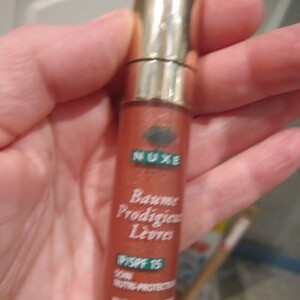 NUXE
Baume
Prodigieux
Lèvres
IP/SPF 15
SOIN
NUTRI-PROTECTEUR